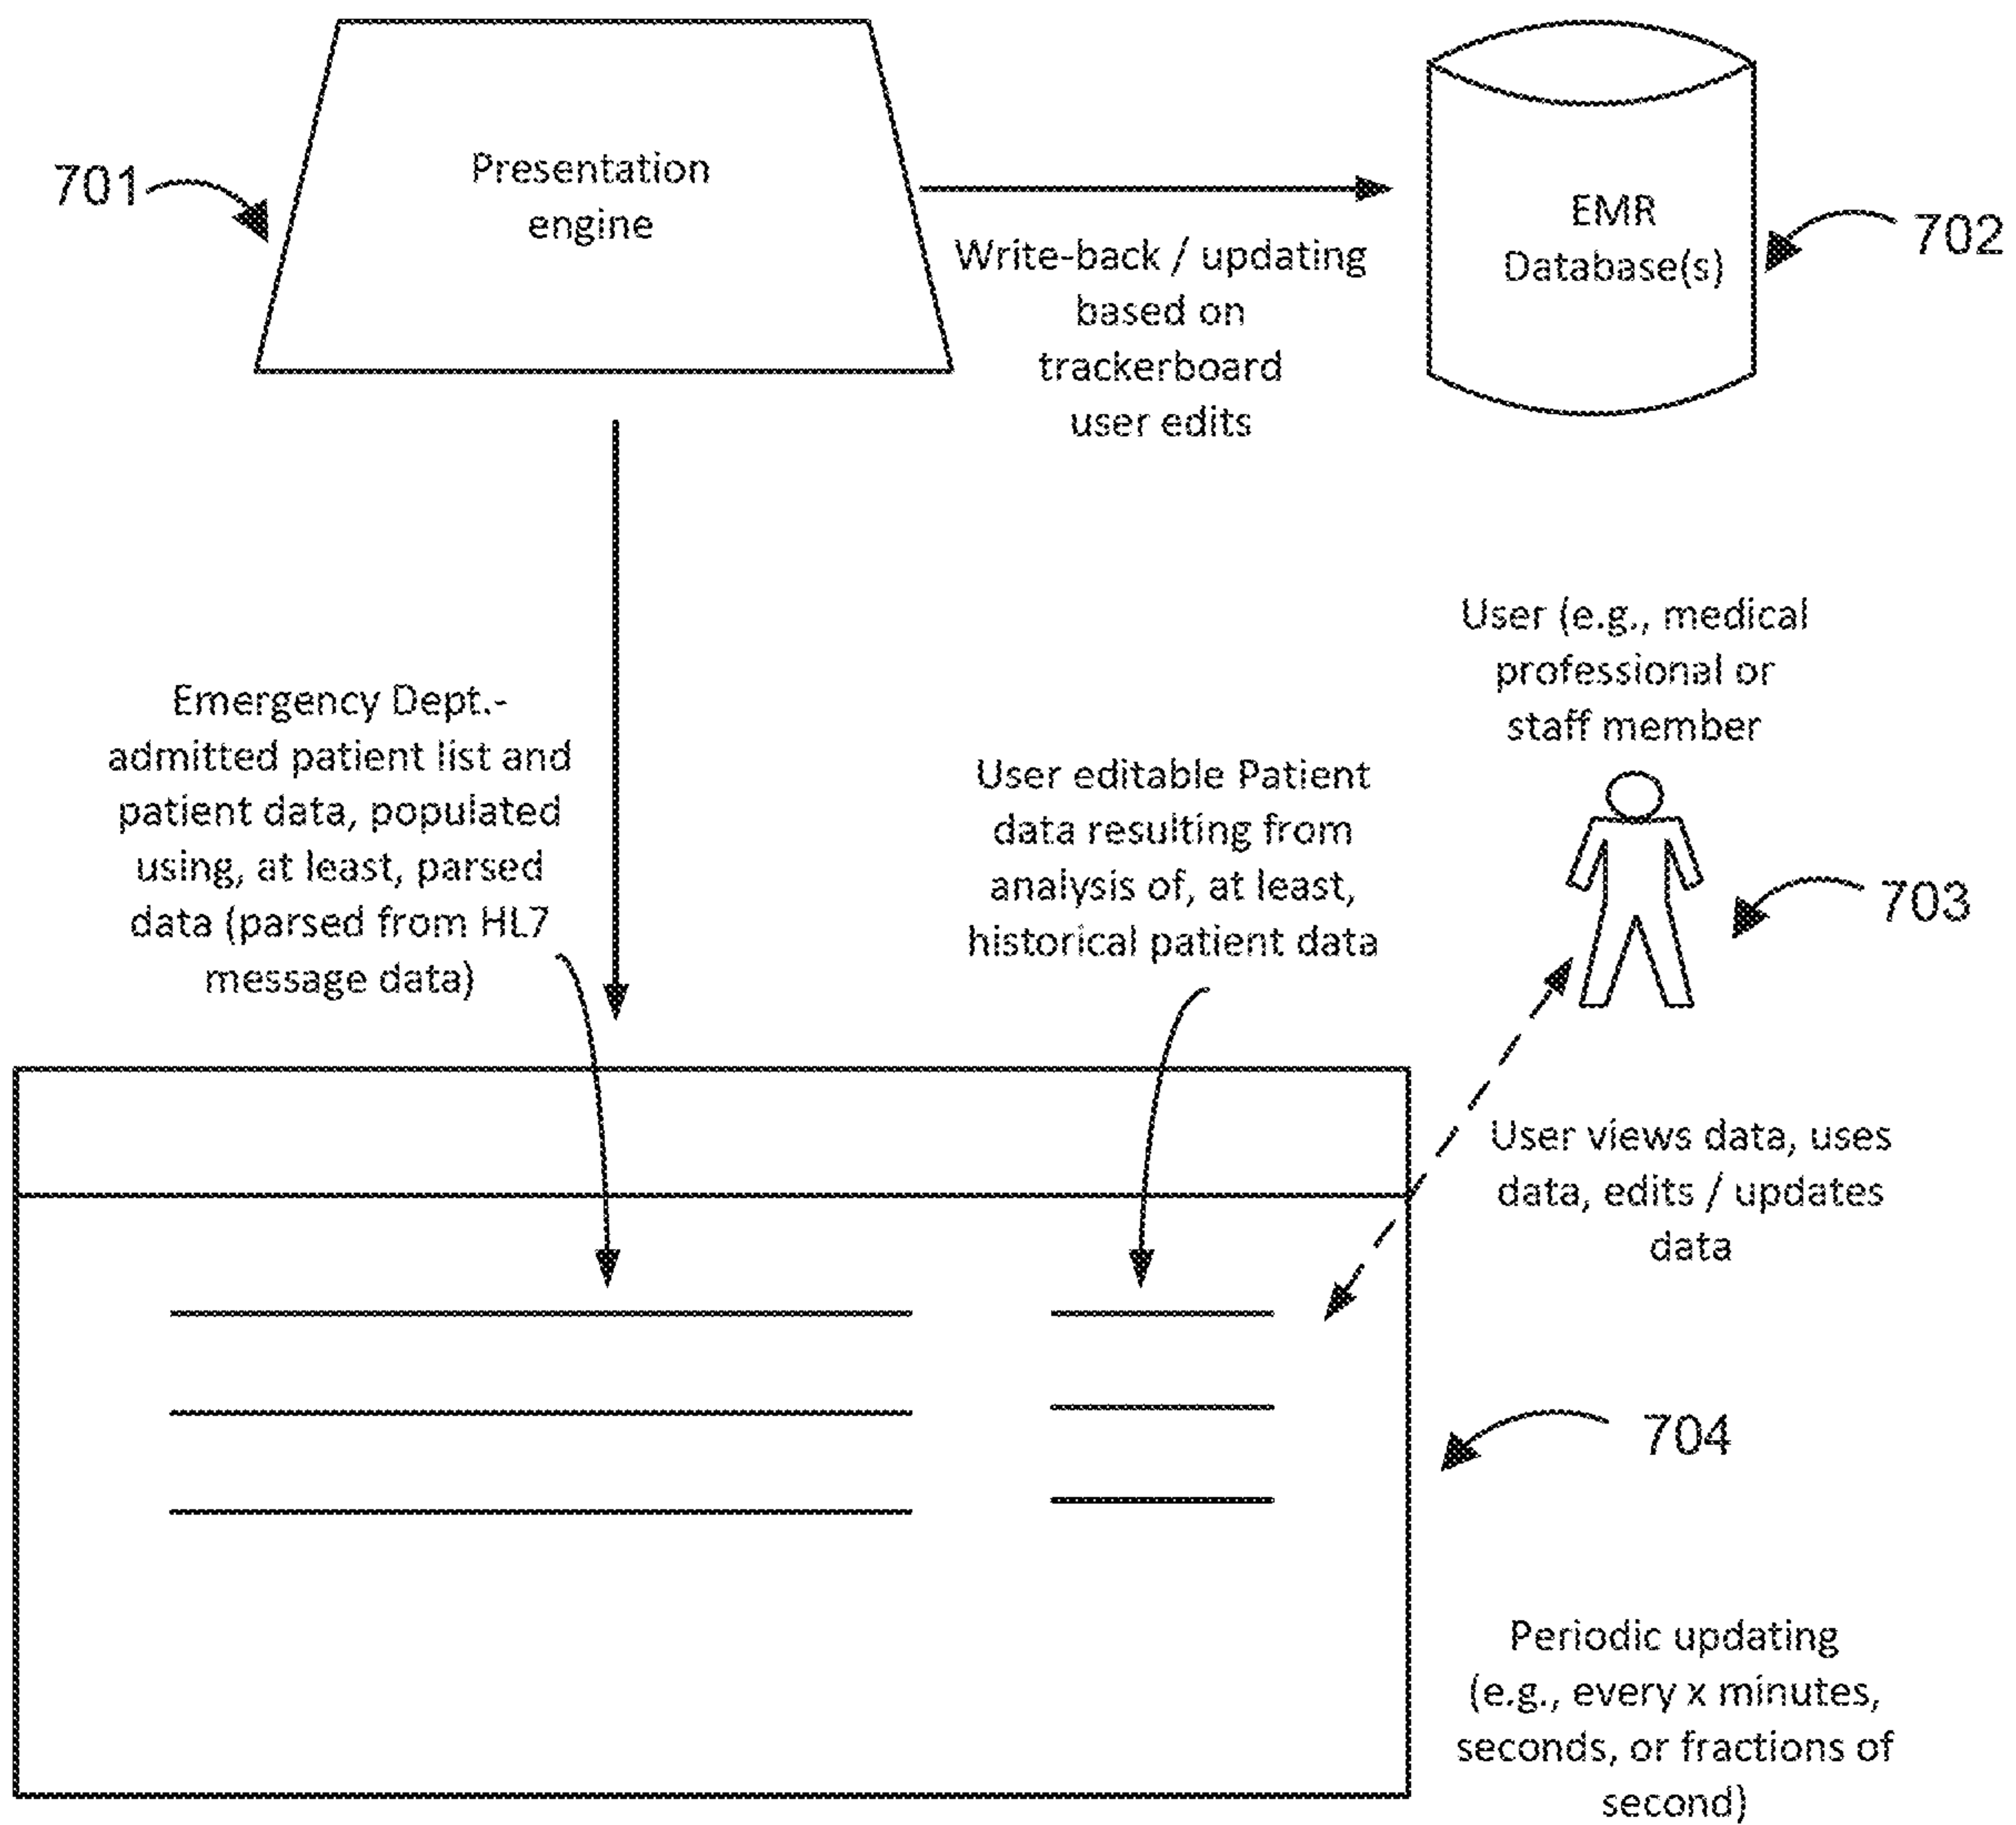 701
Presentation
engine
Write-back / updating
based on
trackerboard
user edits
EMR
Database(s)
702
Emergency Dept.-
admitted patient list and
patient data, populated
using, at least, parsed
data (parsed from HL7
message data)
User editable Patient
data resulting from
analysis of, at least,
historical patient data
User (e.g., medical
professional or
staff member
703
User views data, uses
data, edits / updates
data
704
Periodic updating
(e.g., every x minutes,
seconds, or fractions of
second)